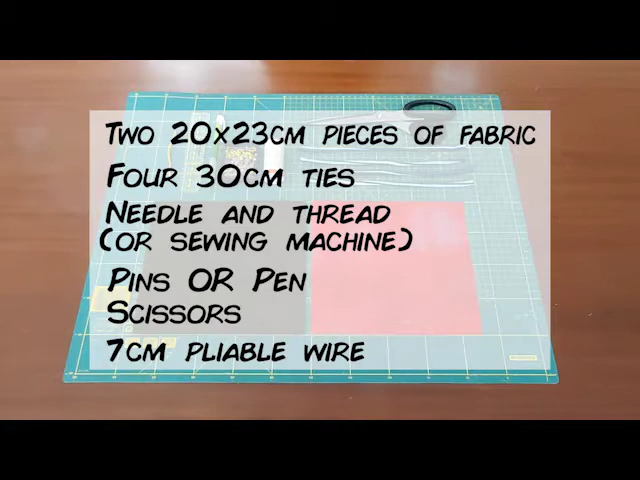 Two 20x23cm pieces of fabric
Four 30cm ties
Needle and thread
(or sewing machine)
Pins OR Pen
Scissors
7cm pliable wire